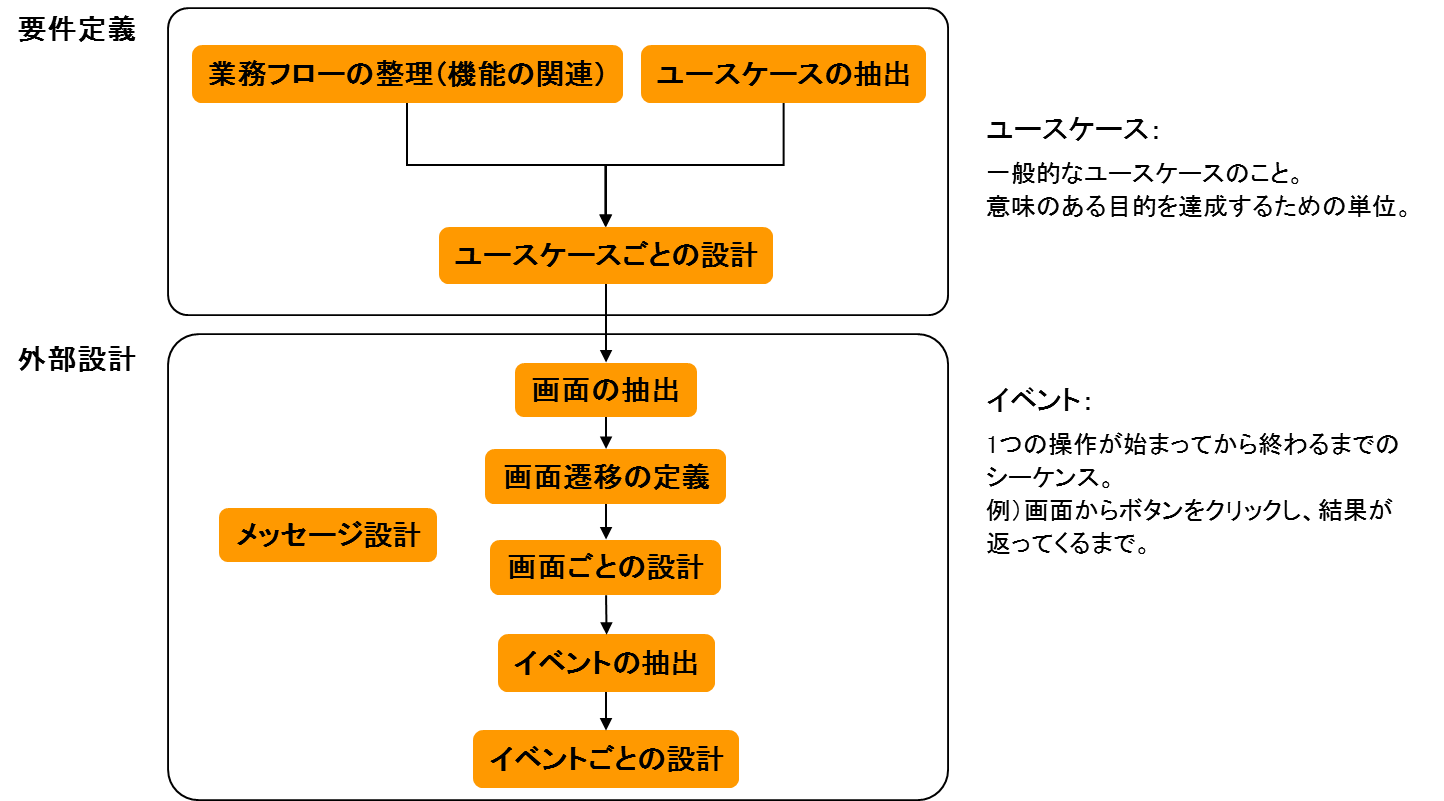 要件定義
業務フローの整理（機能の関連）
ユースケースの抽出
ユースケースごとの設計
ユースケース：
一般的なユースケースのこと。
意味のある目的を達成するための単位。
外部設計
画面の抽出
画面遷移の定義
メッセージ設計
画面ごとの設計
イベントの抽出
イベントごとの設計
イベント：
1つの操作が始まってから終わるまでの
シーケンス。
例）画面からボタンをクリックし、結果が
返ってくるまで。